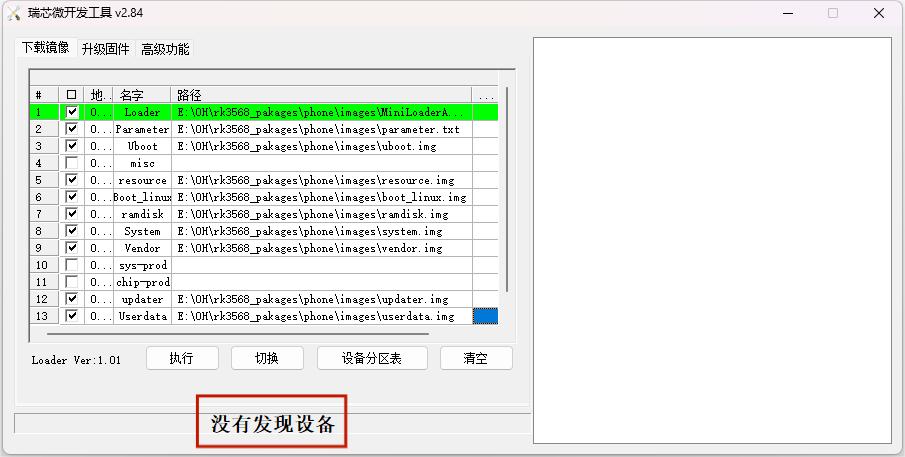 瑞芯微开发工具 v2.84
下载镜像 升级固件 高级功能
# 地.. 名字 路径 ...
1 0... Loader E:\OH\rk3568_pakages\phone\images\MiniLoaderA...
2 0... Parameter E:\OH\rk3568_pakages\phone\images\parameter.txt
3 0... Uboot E:\OH\rk3568_pakages\phone\images\uboot.img
4 0... misc
5 0... resource E:\OH\rk3568_pakages\phone\images\resource.img
6 0... Boot_linux E:\OH\rk3568_pakages\phone\images\boot_linux.img
7 0... ramdisk E:\OH\rk3568_pakages\phone\images\ramdisk.img
8 0... System E:\OH\rk3568_pakages\phone\images\system.img
9 0... Vendor E:\OH\rk3568_pakages\phone\images\vendor.img
10 0... sys-prod
11 0... chip-prod
12 0... updater E:\OH\rk3568_pakages\phone\images\updater.img
13 0... Userdata E:\OH\rk3568_pakages\phone\images\userdata.img
Loader Ver:1.01 执行 切换 设备分区表 清空
没有发现设备